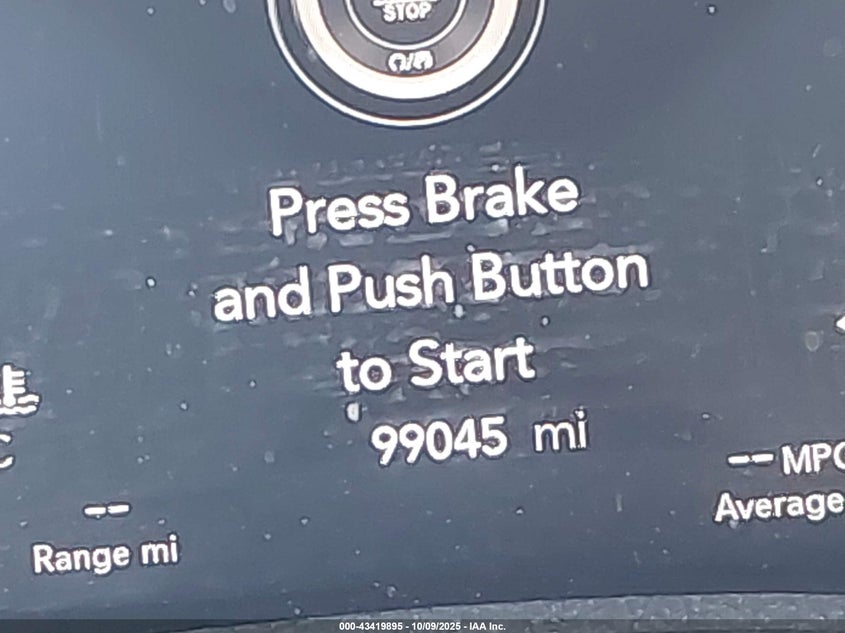 STOP
Press Brake
and Push Button
to Start
99045 mi
-- MPG
Average
--
Range mi
C
000-43419895 - 10/09/2025 - IAA Inc.